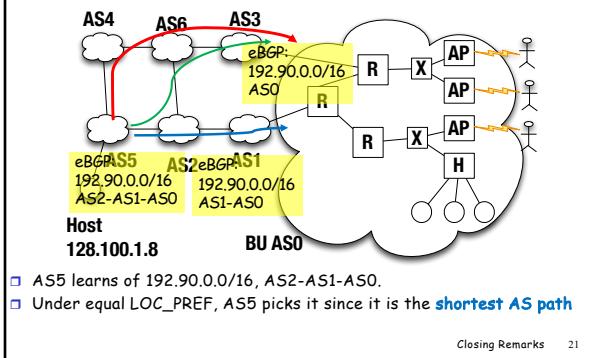 AS4
AS6
AS3
eBGP:
192.90.0.0/16
AS0
R
X
AP
AP
R
R
X
AP
H
eBGP:
AS5
192.90.0.0/16
AS2-AS1-AS0
AS2
eBGP:
AS1
192.90.0.0/16
AS1-AS0
Host
128.100.1.8
BU AS0
AS5 learns of 192.90.0.0/16, AS2-AS1-AS0.
Under equal LOC_PREF, AS5 picks it since it is the shortest AS path
Closing Remarks 21